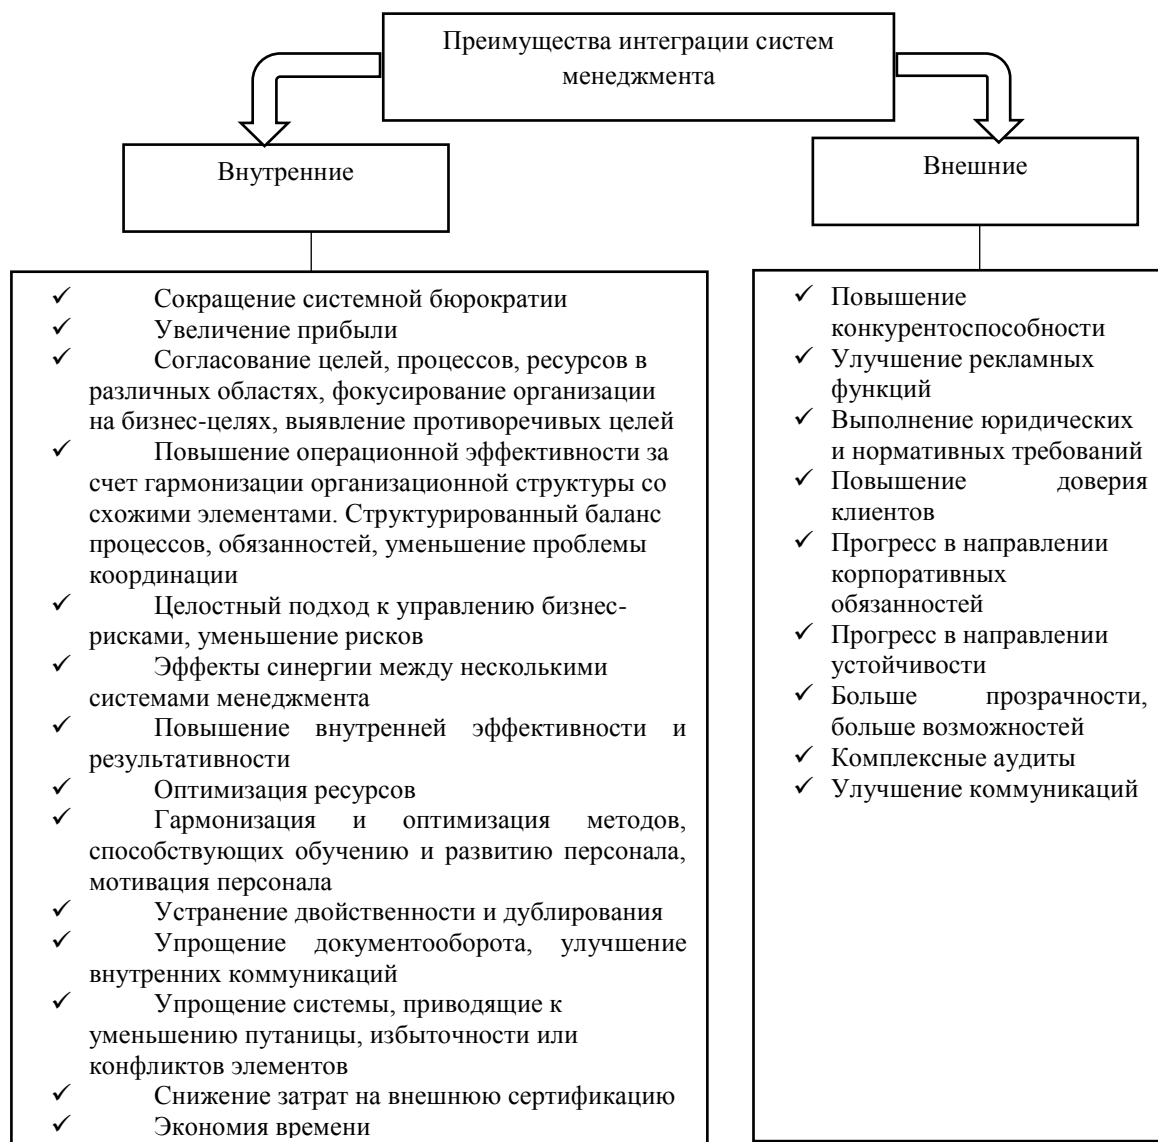 Преимущества интеграции систем
менеджмента
Внутренние
Внешние
✓ Сокращение системной бюрократии
✓ Увеличение прибыли
✓ Согласование целей, процессов, ресурсов в
различных областях, фокусирование организации
на бизнес-целях, выявление противоречивых целей
✓ Повышение операционной эффективности за
счет гармонизации организационной структуры со
схожими элементами. Структурированный баланс
процессов, обязанностей, уменьшение проблемы
координации
✓ Целостный подход к управлению бизнес-
рисками, уменьшение рисков
✓ Эффекты синергии между несколькими
системами менеджмента
✓ Повышение внутренней эффективности и
результативности
✓ Оптимизация ресурсов
✓ Гармонизация и оптимизация методов,
способствующих обучению и развитию персонала,
мотивация персонала
✓ Устранение двойственности и дублирования
✓ Упрощение документооборота, улучшение
внутренних коммуникаций
✓ Упрощение системы, приводящие к
уменьшению путаницы, избыточности или
конфликтов элементов
✓ Снижение затрат на внешнюю сертификацию
✓ Экономия времени
✓ Повышение
конкурентоспособности
✓ Улучшение рекламных
функций
✓ Выполнение юридических
и нормативных требований
✓ Повышение доверия
клиентов
✓ Прогресс в направлении
корпоративных
обязанностей
✓ Прогресс в направлении
устойчивости
✓ Больше прозрачности,
больше возможностей
✓ Комплексные аудиты
✓ Улучшение коммуникаций